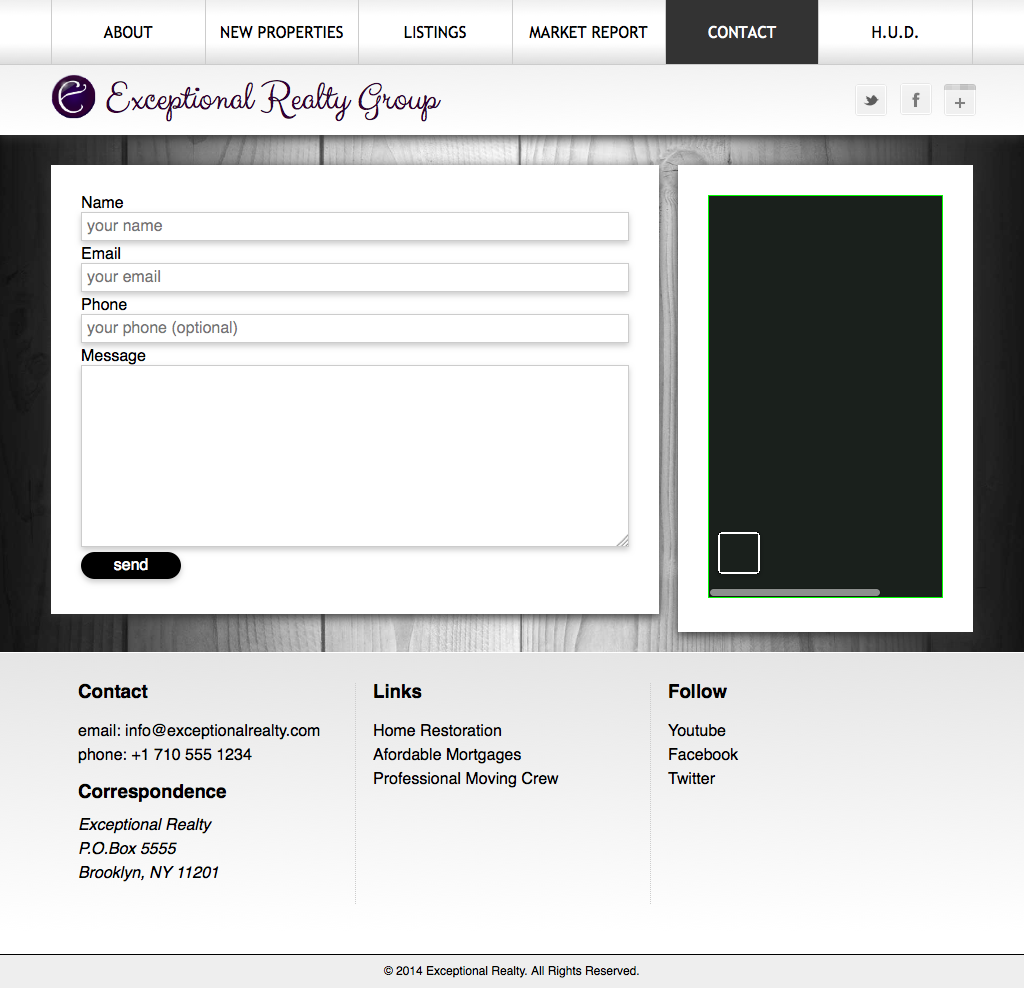 ABOUT
NEW PROPERTIES
LISTINGS
MARKET REPORT
CONTACT
H.U.D.
Exceptional Realty Group
Name
your name
Email
your email
Phone
your phone (optional)
Message
send
Contact
email: info@exceptionalrealty.com
phone: +1 710 555 1234
Correspondence
Exceptional Realty
P.O.Box 5555
Brooklyn, NY 11201
Links
Home Restoration
Afordable Mortgages
Professional Moving Crew
Follow
Youtube
Facebook
Twitter
© 2014 Exceptional Realty. All Rights Reserved.